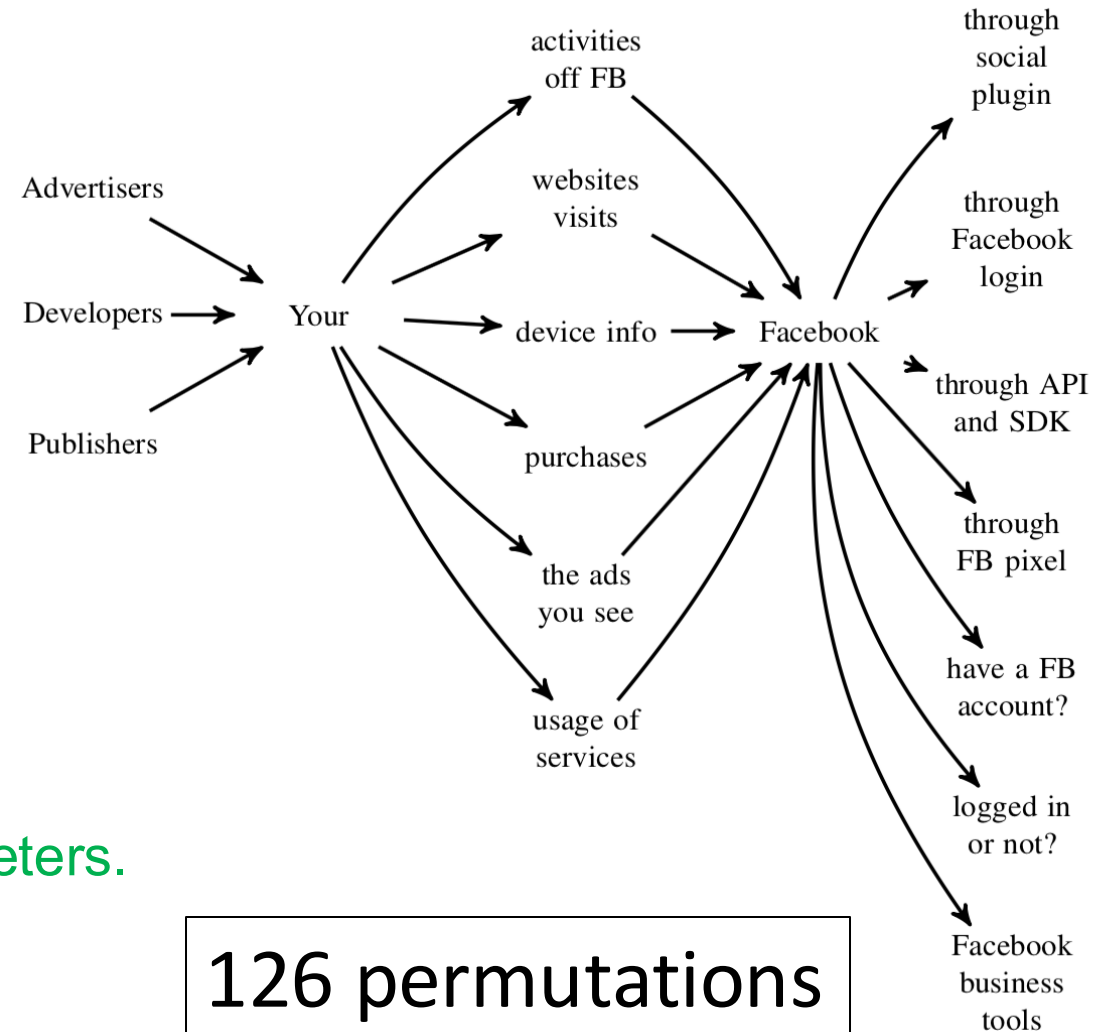 Advertisers
Developers
Publishers
Your
activities
off FB
websites
visits
device info
purchases
the ads
you see
usage of
services
Facebook
through
social
plugin
through
Facebook
login
through API
and SDK
through
FB pixel
have a FB
account?
logged in
or not?
Facebook
business
tools
eters.
126 permutations